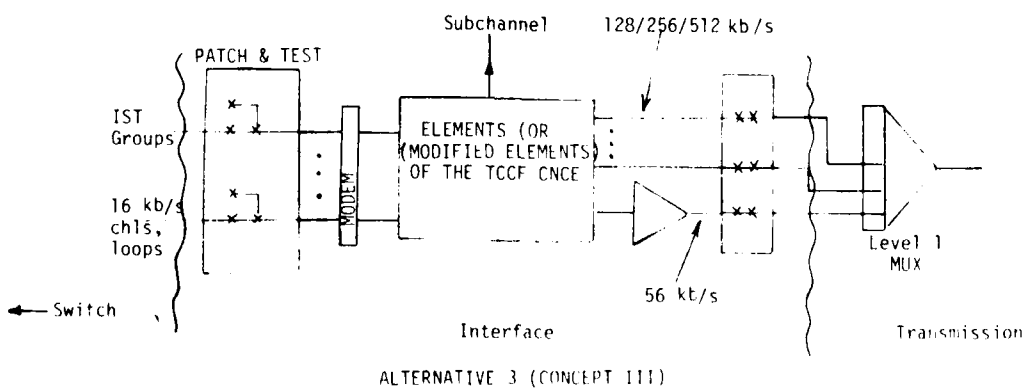 Subchannel
128/256/512 kb/s
PATCH & TEST
IST
Groups
16 kb/s
chls,
loops
MODEM
ELEMENTS (OR
(MODIFIED ELEMENTS)
OF THE TCCF CNCE
56 kb/s
Level 1
MUX
Switch
Interface
Transmission
ALTERNATIVE 3 (CONCEPT III)